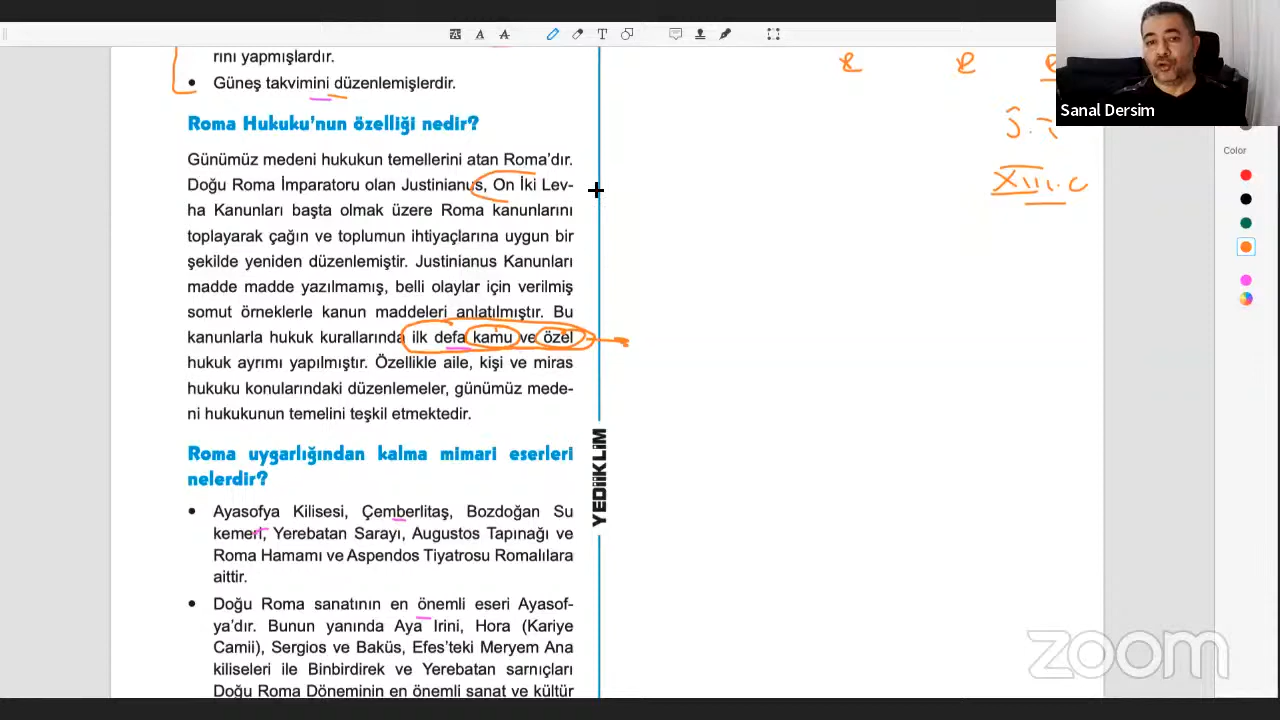 rını yapmışlardır.
• Güneş takvimini düzenlemişlerdir.
Roma Hukuku’nun özelliği nedir?
Günümüz medeni hukukun temellerini atan Roma’dır.
Doğu Roma İmparatoru olan Justinianus, On İki Lev-
ha Kanunları başta olmak üzere Roma kanunlarını
toplayarak çağın ve toplumun ihtiyaçlarına uygun bir
şekilde yeniden düzenlemiştir. Justinianus Kanunları
madde madde yazılmamış, belli olaylar için verilmiş
somut örneklerle kanun maddeleri anlatılmıştır. Bu
kanunlarla hukuk kurallarında ilk defa kamu ve özel
hukuk ayrımı yapılmıştır. Özellikle aile, kişi ve miras
hukuku konularındaki düzenlemeler, günümüz mede-
ni hukukunun temelini teşkil etmektedir.
Roma uygarlığından kalma mimari eserleri
nelerdir?
• Ayasofya Kilisesi, Çemberlitaş, Bozdoğan Su
kemeri, Yerebatan Sarayı, Augustos Tapınağı ve
Roma Hamamı ve Aspendos Tiyatrosu Romalılara
aittir.
• Doğu Roma sanatının en önemli eseri Ayasof-
ya’dır. Bunun yanında Aya Irini, Hora (Kariye
Camii), Sergios ve Baküs, Efes’teki Meryem Ana
kiliseleri ile Binbirdirek ve Yerebatan sarnıçları
Doğu Roma Döneminin en önemli sanat ve kültür
YEDİİKLİM
XIII.
Sanal Dersim
Color
zoom